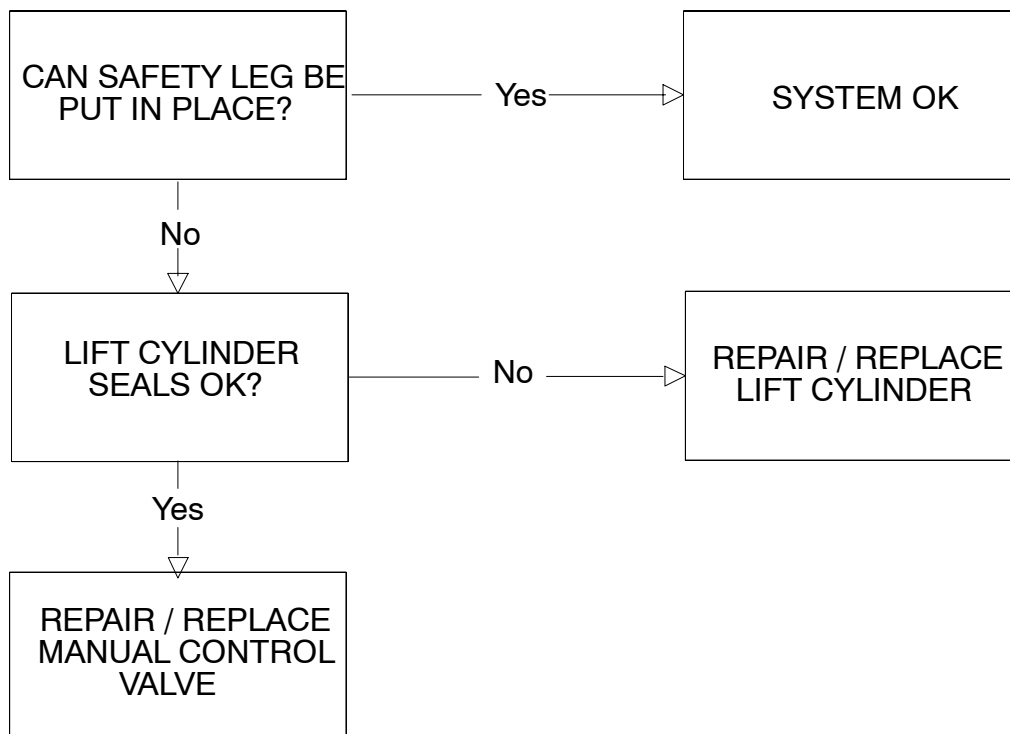 CAN SAFETY LEG BE
PUT IN PLACE?
Yes
SYSTEM OK
No
LIFT CYLINDER
SEALS OK?
No
REPAIR / REPLACE
LIFT CYLINDER
Yes
REPAIR / REPLACE
MANUAL CONTROL
VALVE